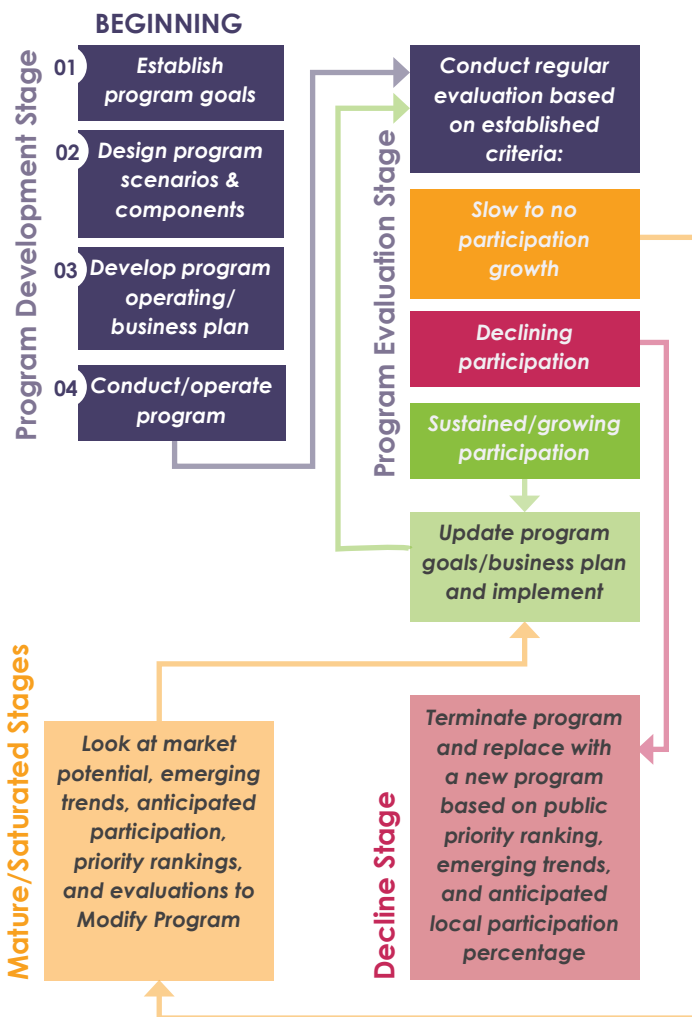 BEGINNING
Program Development Stage
01
Establish
program goals
02
Design program
scenarios &
components
03
Develop program
operating/
business plan
04
Conduct/operate
program
Program Evaluation Stage
Conduct regular
evaluation based
on established
criteria:
Slow to no
participation
growth
Declining
participation
Sustained/growing
participation
Update program
goals/business plan
and implement
Mature/Saturated Stages
Look at market
potential, emerging
trends, anticipated
participation,
priority rankings,
and evaluations to
Modify Program
Decline Stage
Terminate program
and replace with
a new program
based on public
priority ranking,
emerging trends,
and anticipated
local participation
percentage